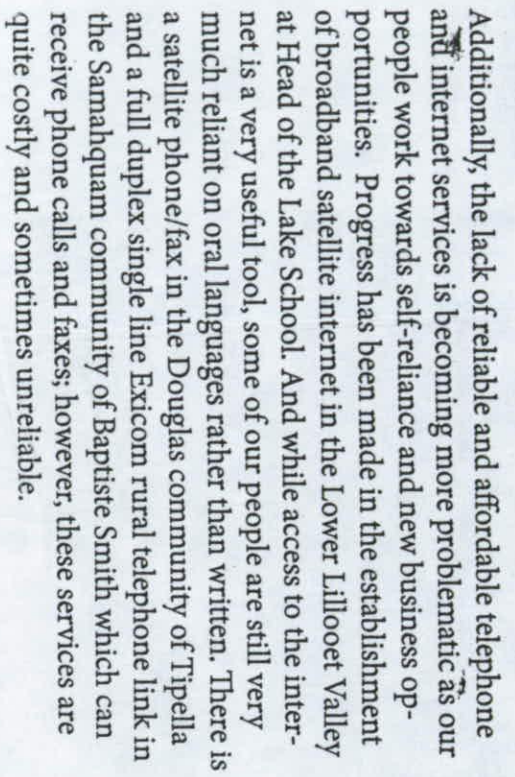 Additionally, the lack of reliable and affordable telephone
and internet services is becoming more problematic as our
people work towards self-reliance and new business op-
portunities. Progress has been made in the establishment
of broadband satellite internet in the Lower Lillooet Valley
at Head of the Lake School. And while access to the inter-
net is a very useful tool, some of our people are still very
much reliant on oral languages rather than written. There is
a satellite phone/fax in the Douglas community of Tipella
and a full duplex single line Exicom rural telephone link in
the Samahquam community of Baptiste Smith which can
receive phone calls and faxes; however, these services are
quite costly and sometimes unreliable.